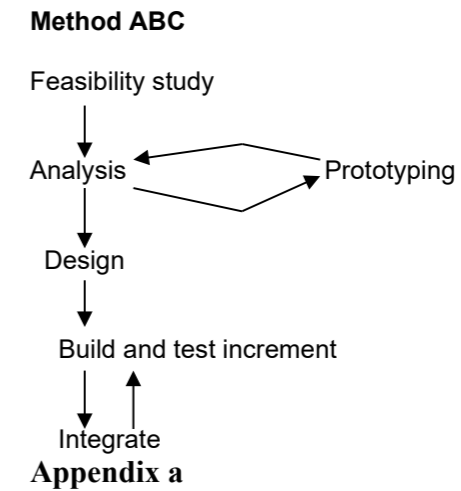 Method ABC
Feasibility study
Analysis
Prototyping
Design
Build and test increment
Integrate
Appendix a